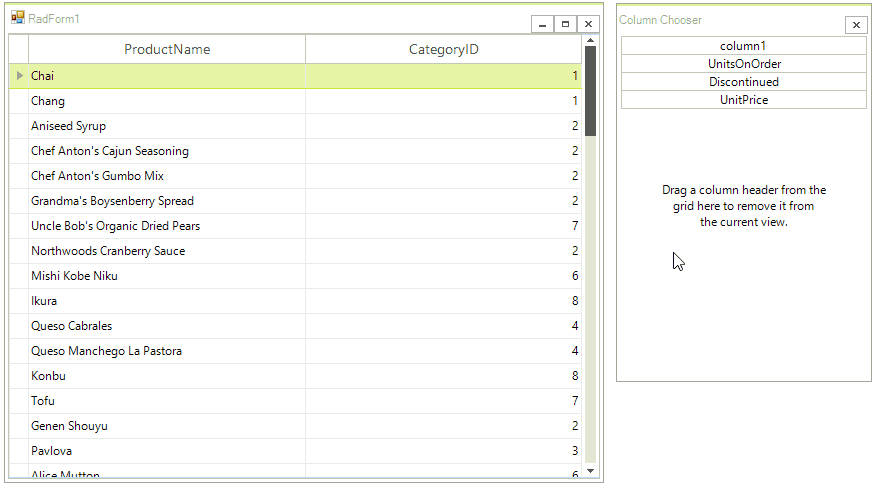 RadForm1
ProductName CategoryID
Chai 1
Chang 1
Aniseed Syrup 2
Chef Anton's Cajun Seasoning 2
Chef Anton's Gumbo Mix 2
Grandma's Boysenberry Spread 2
Uncle Bob's Organic Dried Pears 7
Northwoods Cranberry Sauce 2
Mishi Kobe Niku 6
Ikura 8
Queso Cabrales 4
Queso Manchego La Pastora 4
Konbu 8
Tofu 7
Genen Shouyu 2
Pavlova 3
Alice Mutton 6
Column Chooser
column1
UnitsOnOrder
Discontinued
UnitPrice
Drag a column header from the
grid here to remove it from
the current view.